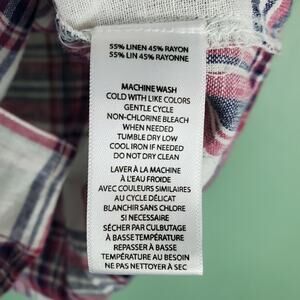 55% LINEN 45% RAYON
55% LIN 45% RAYONNE
MACHINE WASH
COLD WITH LIKE COLORS
GENTLE CYCLE
NON-CHLORINE BLEACH
WHEN NEEDED
TUMBLE DRY LOW
COOL IRON IF NEEDED
DO NOT DRY CLEAN
LAVER À LA MACHINE
À L'EAU FROIDE
AVEC COULEURS SIMILAIRES
AU CYCLE DÉLICAT
BLANCHIR SANS CHLORE
SI NECESSAIRE
SÉCHER PAR CULBUTAGE
À BASSE TEMPÉRATURE
REPASSER À BASSE
TEMPÉRATURE AU BESOIN
NE PAS NETTOYER À SEC